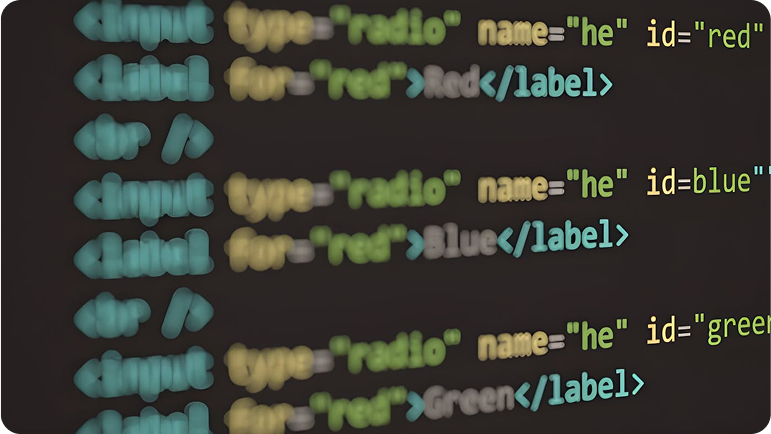 <input type="radio" name="he" id="red"
<label for="red">Red</label>
<br />
<input type="radio" name="he" id=blue""
<label for="red">Blue</label>
<br />
<input type="radio" name="he" id="green
<label for="red">Green</label>